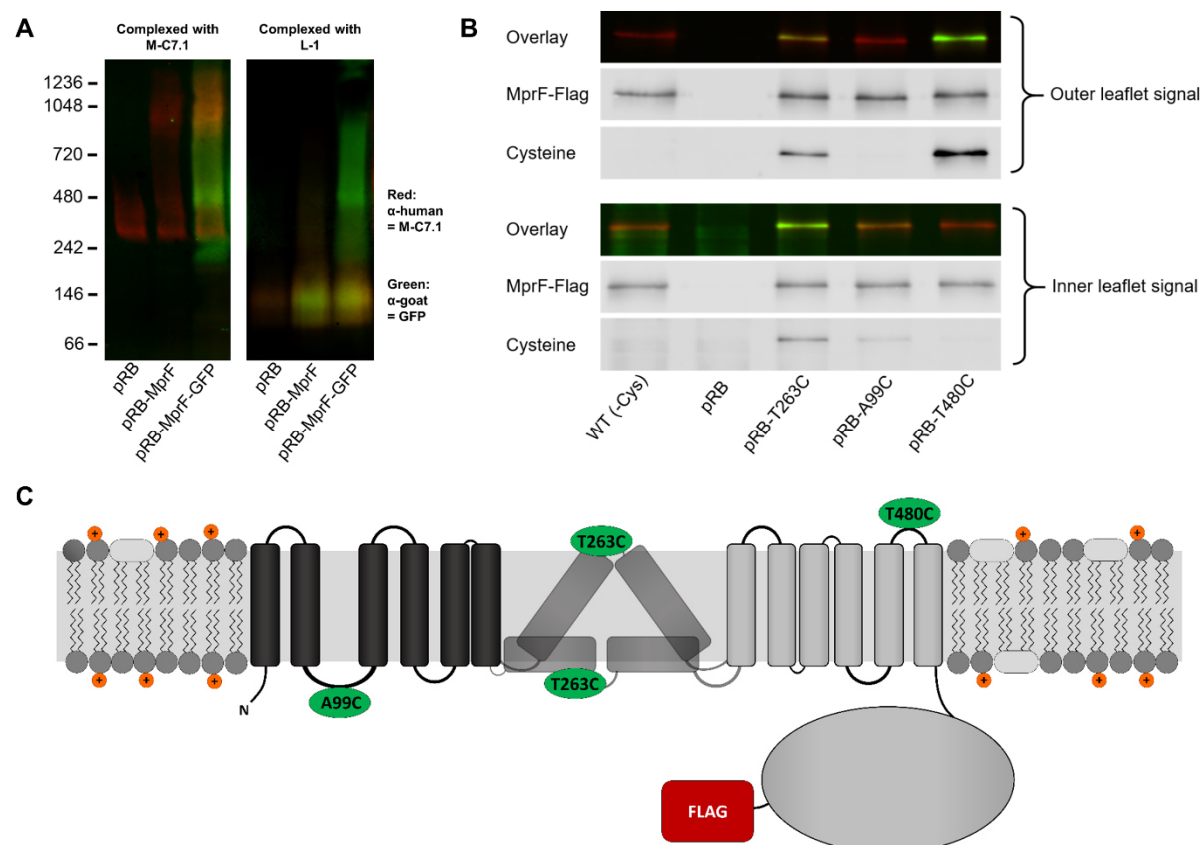 A
Complexed with
M-C7.1
Complexed with
L-1
1236
1048
720
480
242
146
66
Red:
α-human
= M-C7.1
Green:
α-goat
= GFP
pRB
pRB-MprF
pRB-MprF-GFP
pRB
pRB-MprF
pRB-MprF-GFP
B
Overlay
MprF-Flag
Cysteine
Outer leaflet signal
Overlay
MprF-Flag
Cysteine
Inner leaflet signal
WT (-Cys)
pRB
pRB-T263C
pRB-A99C
pRB-T480C
C
+ + + + +
T263C
T480C
N
A99C
T263C
+ + + + + +
FLAG